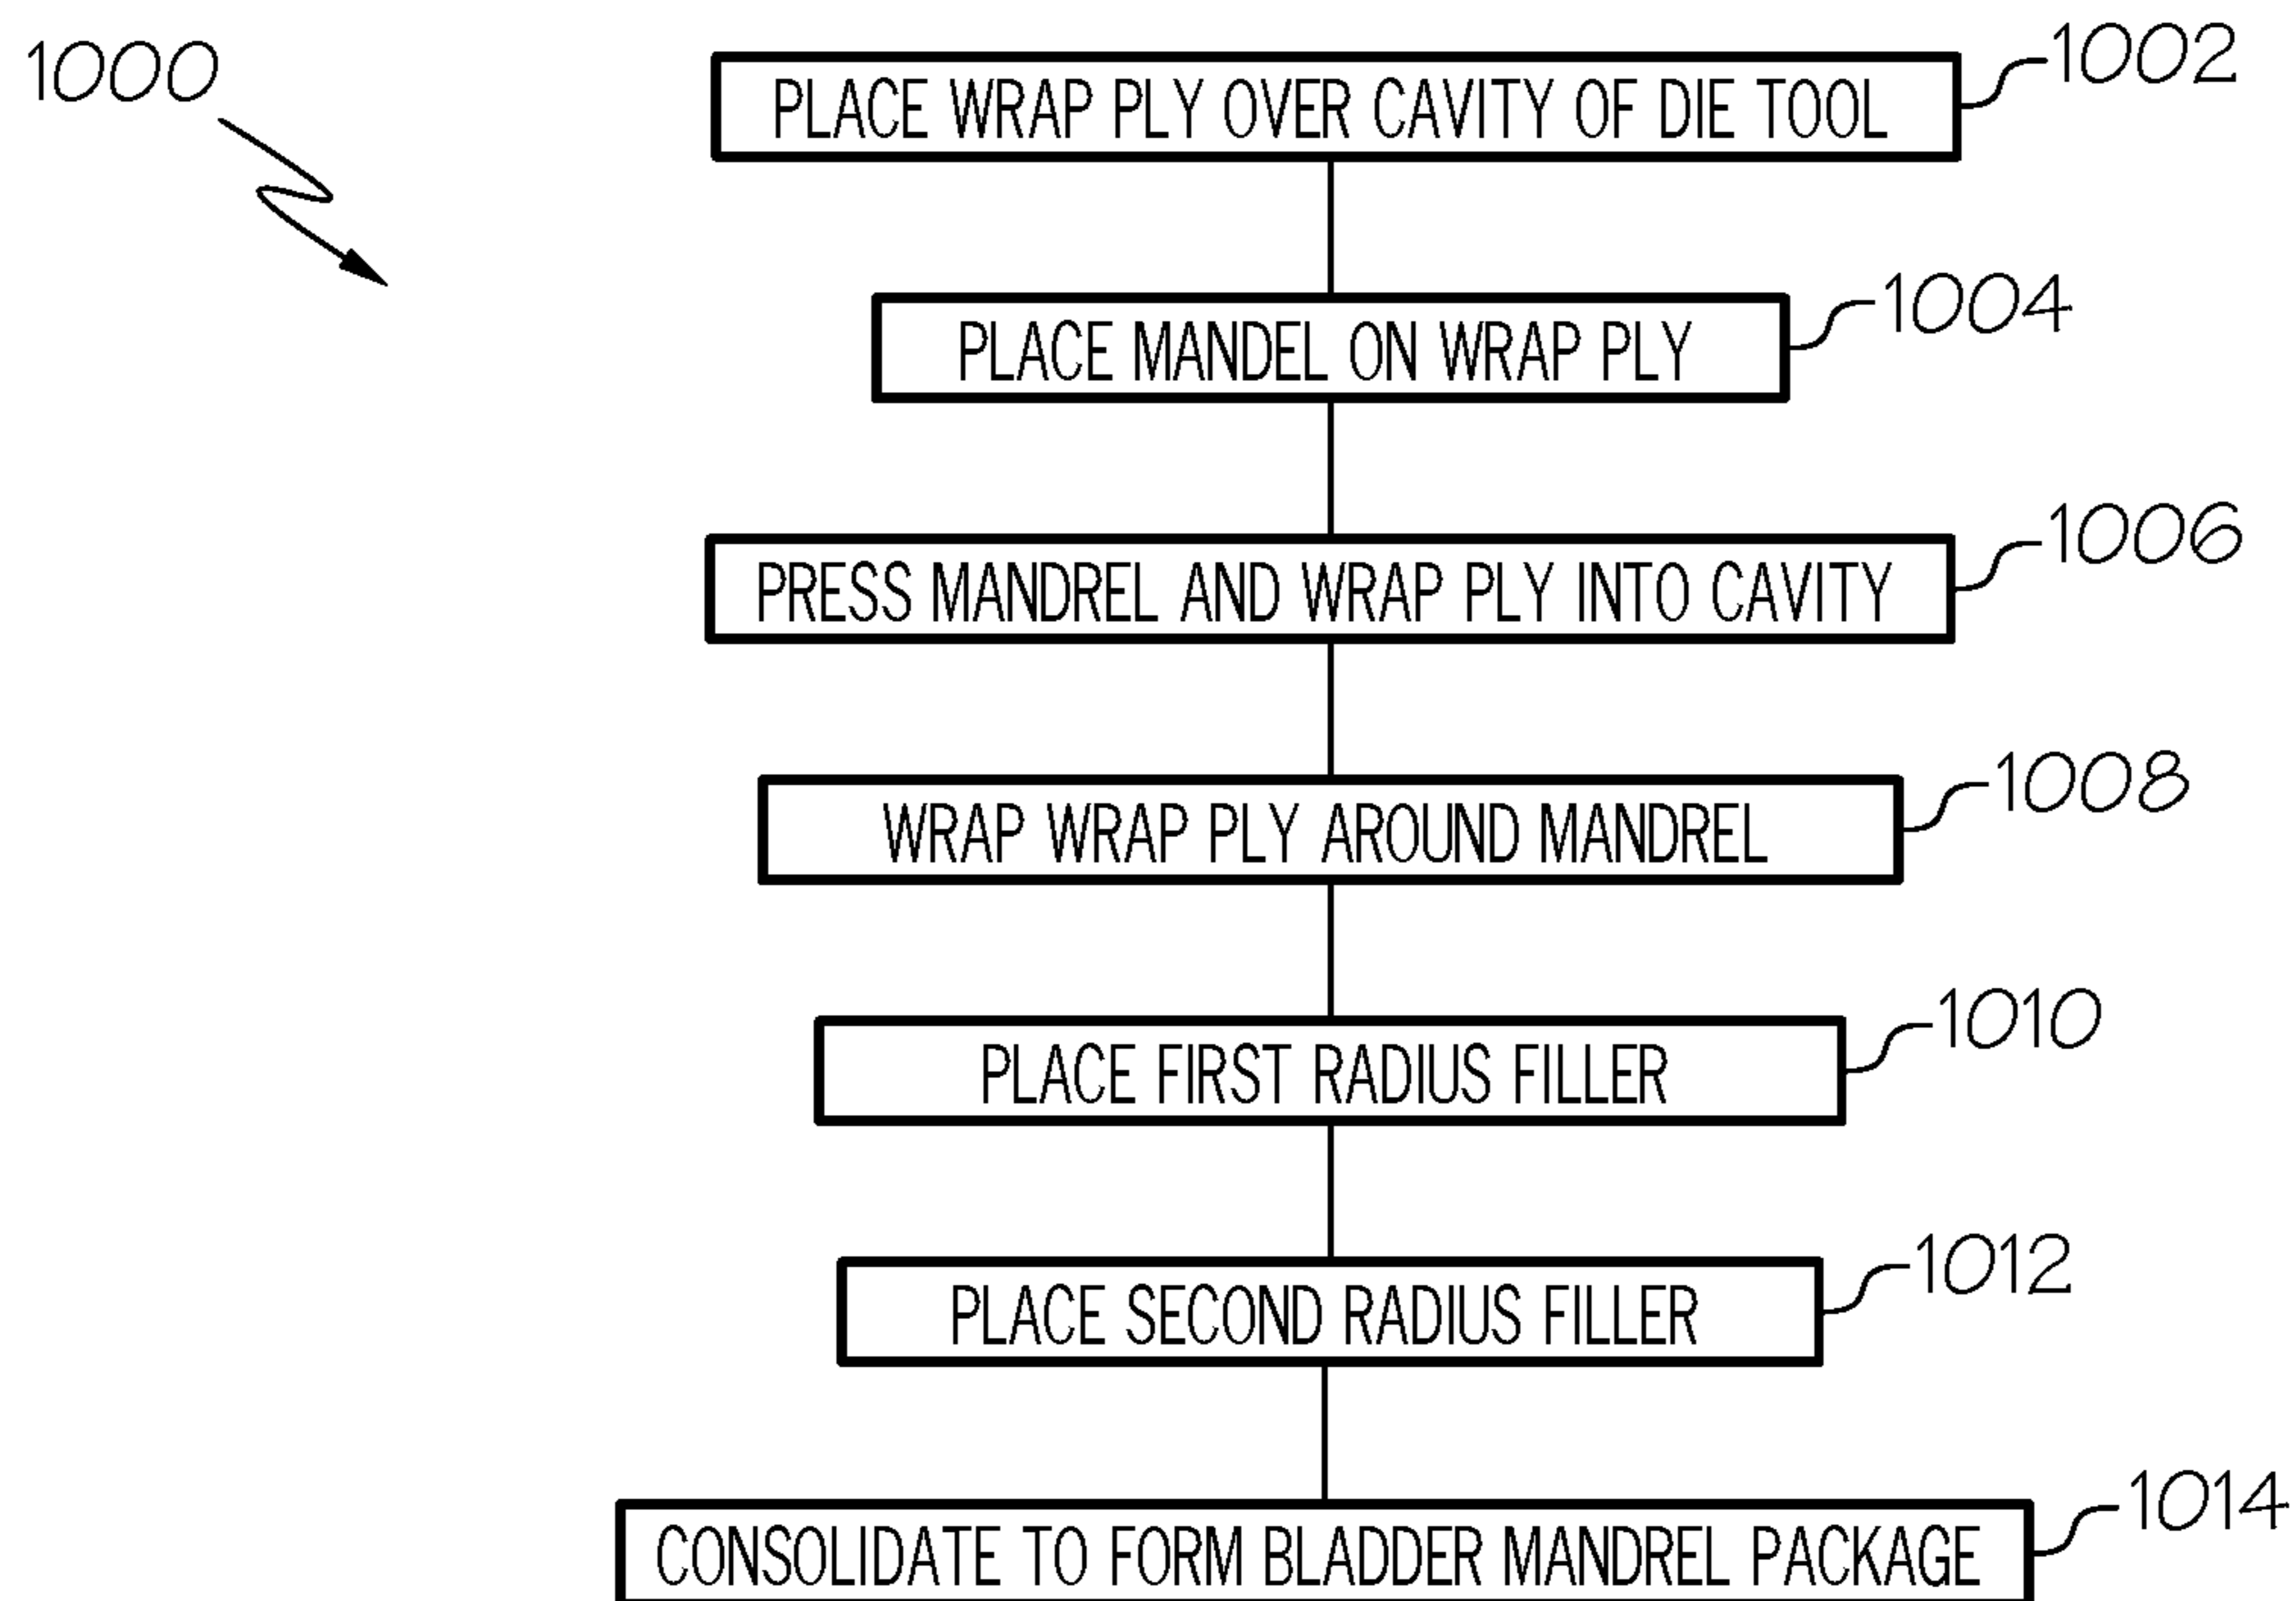 1000
PLACE WRAP PLY OVER CAVITY OF DIE TOOL
1002
PLACE MANDEL ON WRAP PLY
1004
PRESS MANDREL AND WRAP PLY INTO CAVITY
1006
WRAP WRAP PLY AROUND MANDREL
1008
PLACE FIRST RADIUS FILLER
1010
PLACE SECOND RADIUS FILLER
1012
CONSOLIDATE TO FORM BLADDER MANDREL PACKAGE
1014